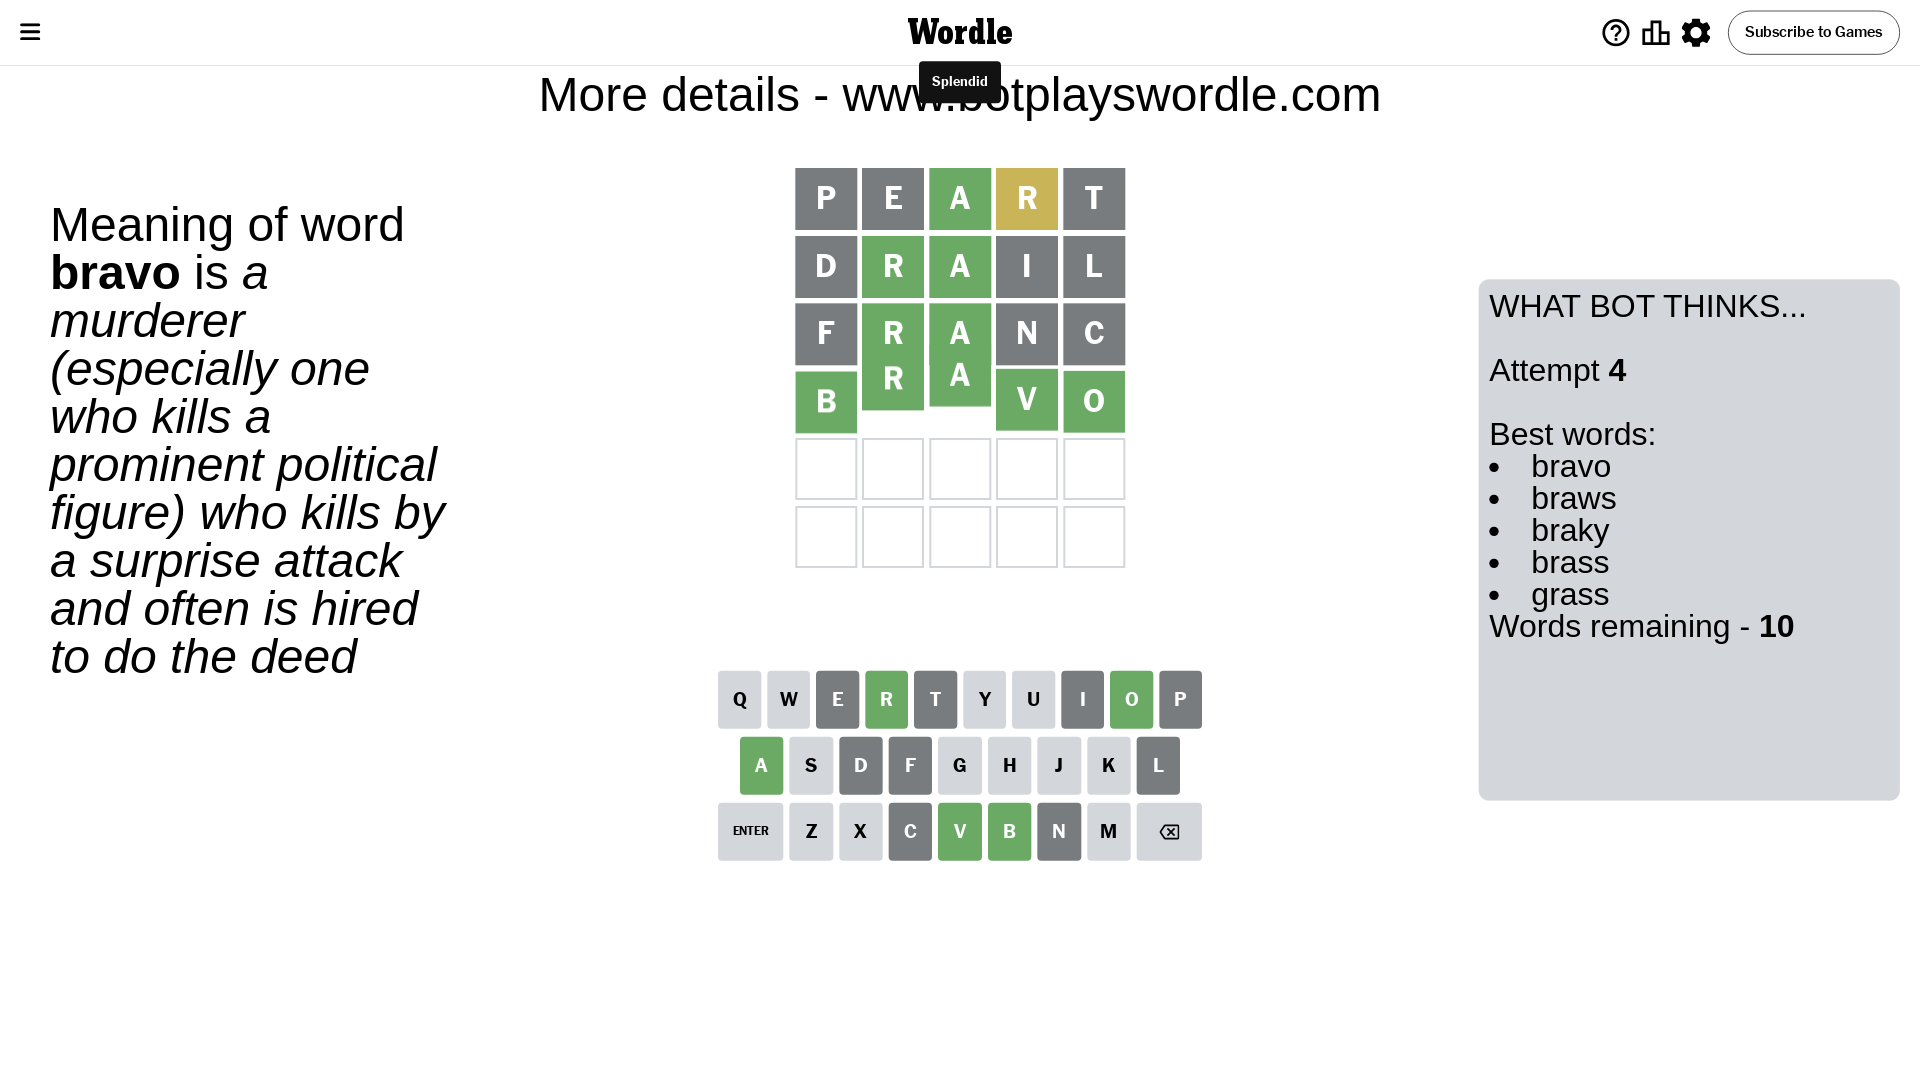 Wordle
Subscribe to Games
Splendid
More details - www.botplayswordle.com
Meaning of word
bravo is a
murderer
(especially one
who kills a
prominent political
figure) who kills by
a surprise attack
and often is hired
to do the deed
P E A R T
D R A I L
F R A N C
B R A V O
WHAT BOT THINKS...
Attempt 4
Best words:
• bravo
• braws
• braky
• brass
• grass
Words remaining - 10
Q W E R T Y U I O P
A S D F G H J K L
ENTER Z X C V B N M